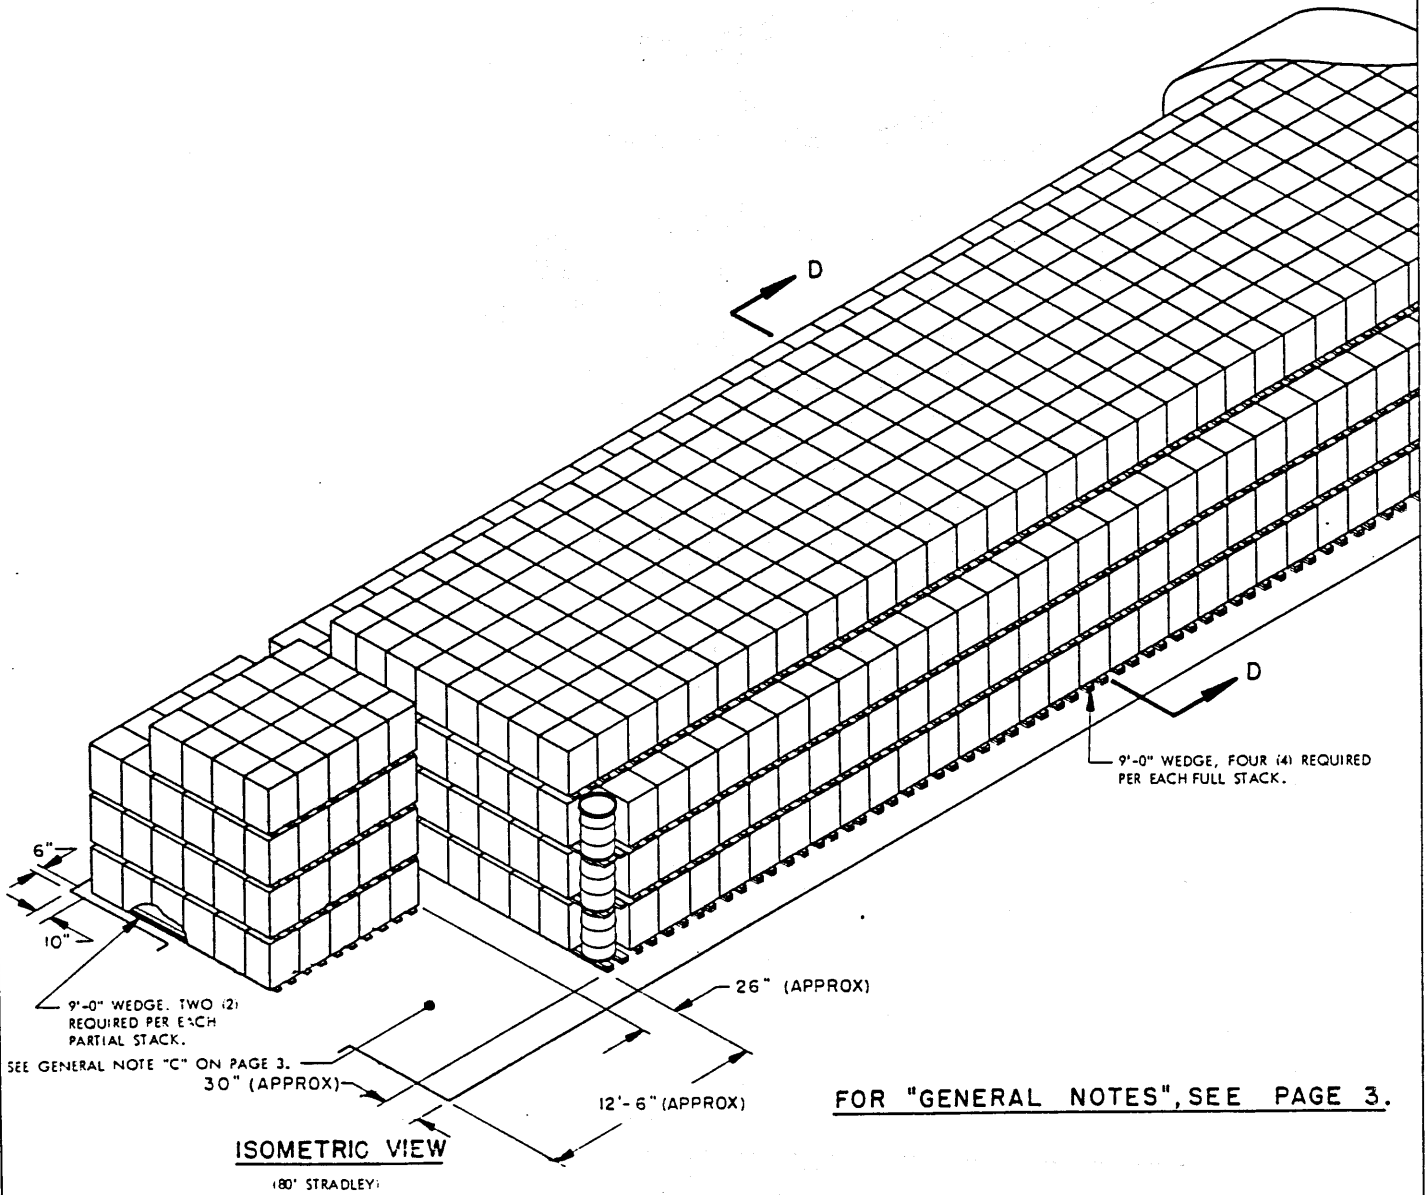 D
D
9'-0" WEDGE, FOUR (4) REQUIRED
PER EACH FULL STACK.
6"
10"
9'-0" WEDGE. TWO (2)
REQUIRED PER EACH
PARTIAL STACK.
SEE GENERAL NOTE "C" ON PAGE 3.
26" (APPROX)
30" (APPROX)
12'-6" (APPROX)
FOR "GENERAL NOTES", SEE PAGE 3.
ISOMETRIC VIEW
(80' STRADLEY)